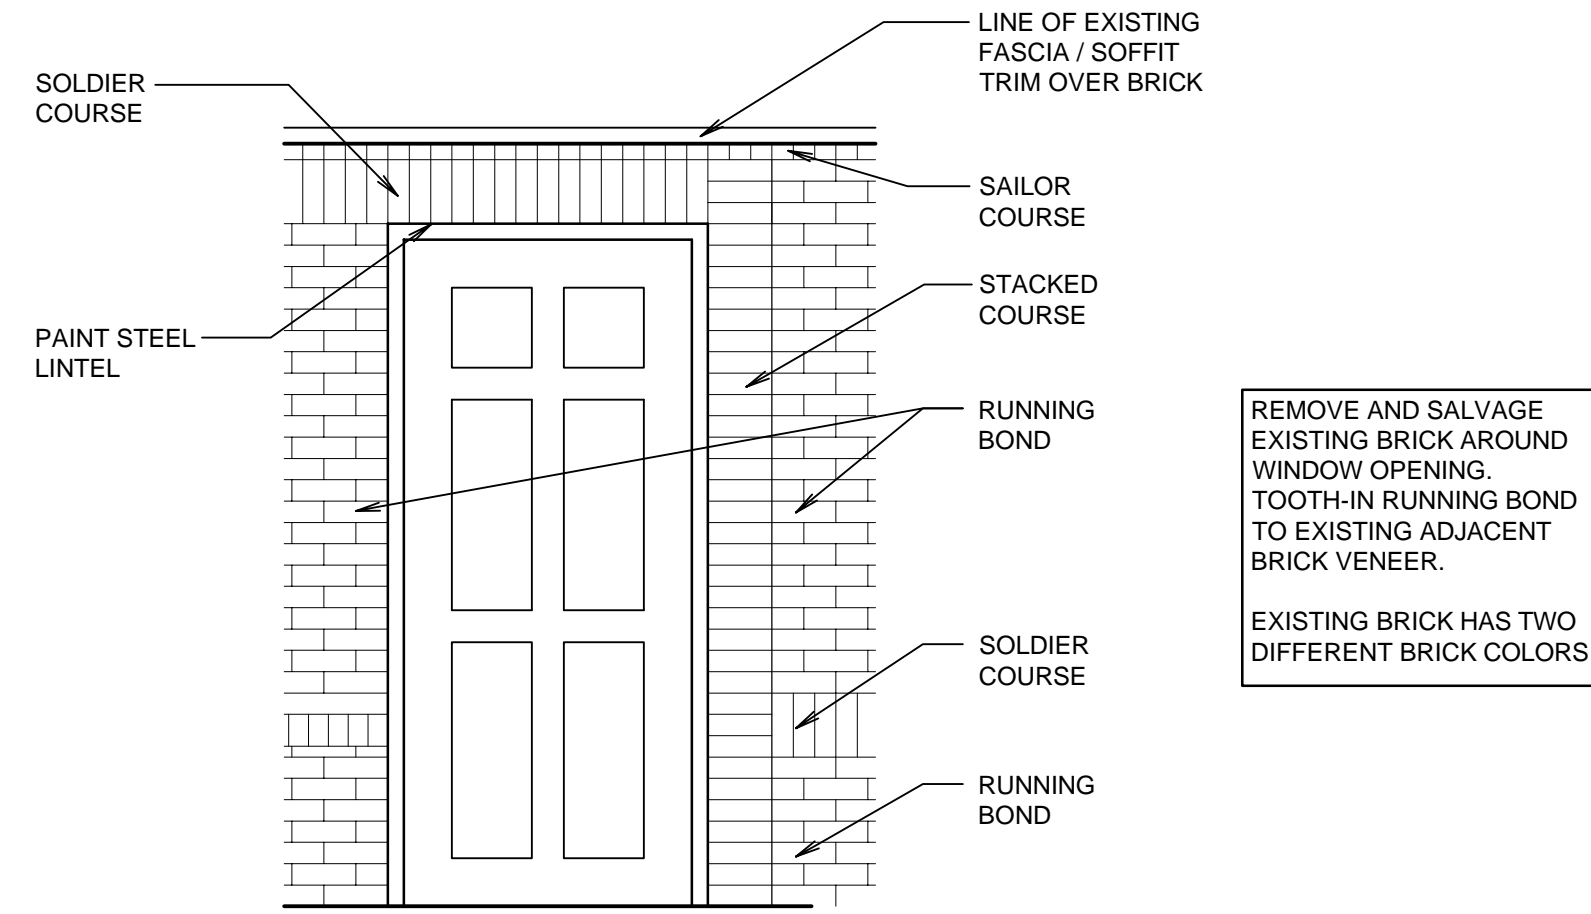 LINE OF EXISTING
FASCIA / SOFFIT
TRIM OVER BRICK
SOLDIER
COURSE
SAILOR
COURSE
STACKED
COURSE
PAINT STEEL
LINTEL
RUNNING
BOND
REMOVE AND SALVAGE
EXISTING BRICK AROUND
WINDOW OPENING.
TOOTH-IN RUNNING BOND
TO EXISTING ADJACENT
BRICK VENEER.
EXISTING BRICK HAS TWO
DIFFERENT BRICK COLORS
SOLDIER
COURSE
RUNNING
BOND